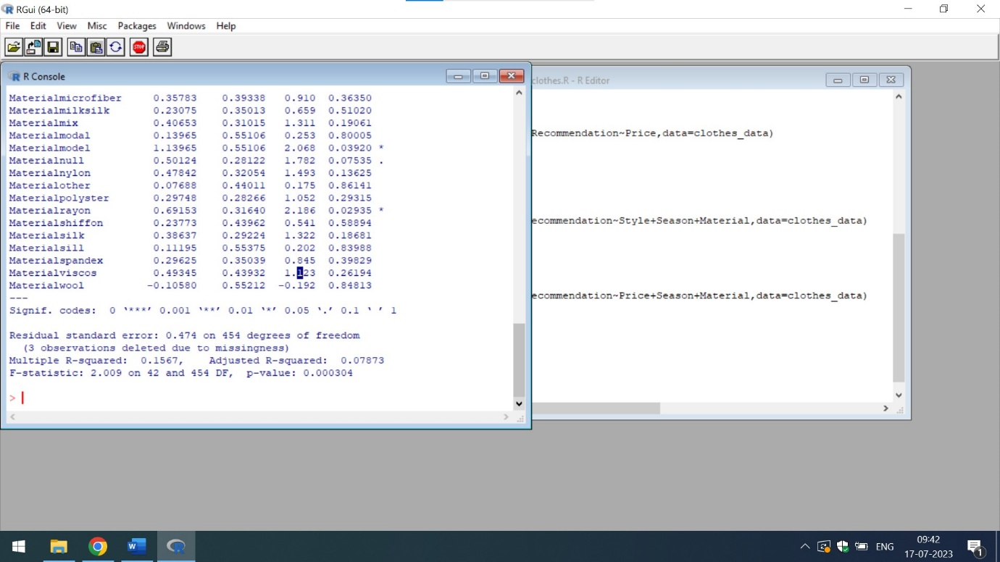 RGui (64-bit)
File Edit View Misc Packages Windows Help
STOP
R Console
Materialmicrofiber 0.35783 0.39338 0.910 0.36350
Materialmilksilk 0.23075 0.35013 0.659 0.51020
Materialmix 0.40653 0.31015 1.311 0.19061
Materialmodal 0.13965 0.55106 0.253 0.80005
Materialmodel 1.13965 0.55106 2.068 0.03920 *
Materialnull 0.50124 0.28122 1.782 0.07535 .
Materialnylon 0.47842 0.32054 1.493 0.13625
Materialother 0.07688 0.44011 0.175 0.86141
Materialpolyster 0.29748 0.28266 1.052 0.29315
Materialrayon 0.69153 0.31640 2.186 0.02935 *
Materialshiffon 0.23773 0.43962 0.541 0.58894
Materialsilk 0.38637 0.29224 1.322 0.18681
Materialsill 0.11195 0.55375 0.202 0.83988
Materialspandex 0.29625 0.35039 0.845 0.39829
Materialviscos 0.49345 0.43932 1.123 0.26194
Materialwool -0.10580 0.55212 -0.192 0.84813
---
Signif. codes: 0 ‘***’ 0.001 ‘**’ 0.01 ‘*’ 0.05 ‘.’ 0.1 ‘ ’ 1
Residual standard error: 0.474 on 454 degrees of freedom
(3 observations deleted due to missingness)
Multiple R-squared: 0.1567, Adjusted R-squared: 0.07873
F-statistic: 2.009 on 42 and 454 DF, p-value: 0.000304
>
clothes.R - R Editor
Recommendation~Price,data=clothes_data)
ecommendation~Style+Season+Material,data=clothes_data)
ecommendation~Price+Season+Material,data=clothes_data)
ENG
09:42
17-07-2023
1